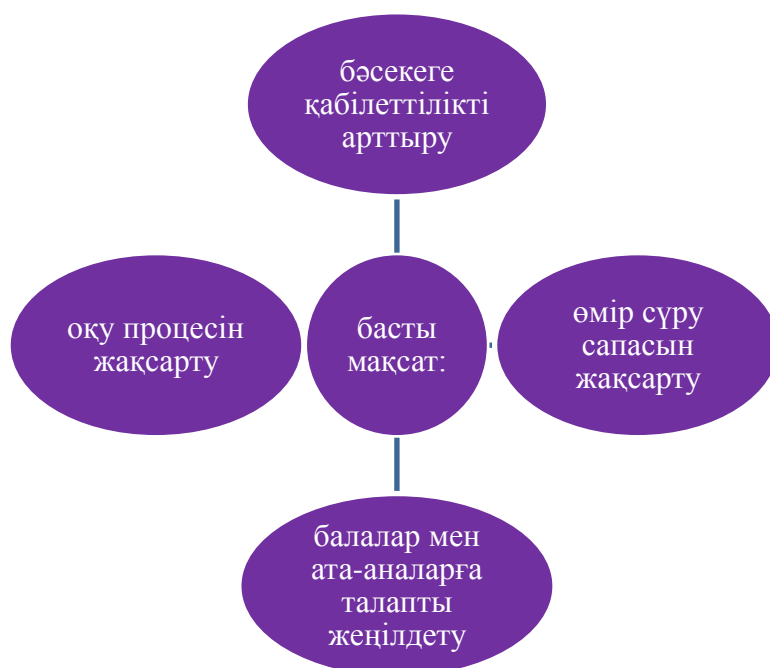 бәсекеге
қабілеттілікті
арттыру
оқу процесін
жақсарту
басты
мақсат:
өмір сүру
сапасын
жақсарту
балалар мен
ата-аналарға
талапты
жеңілдету